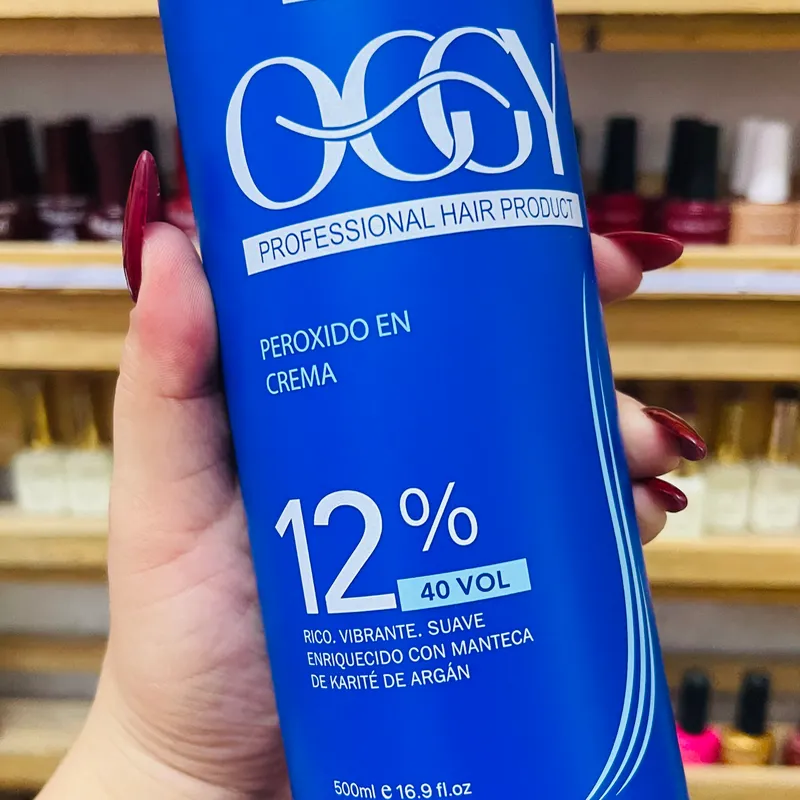 OGGY
PROFESSIONAL HAIR PRODUCT
PEROXIDO EN
CREMA
12%
40 VOL
RICO. VIBRANTE. SUAVE
ENRIQUECIDO CON MANTECA
DE KARITÉ DE ARGÁN
500ml e 16.9 fl.oz